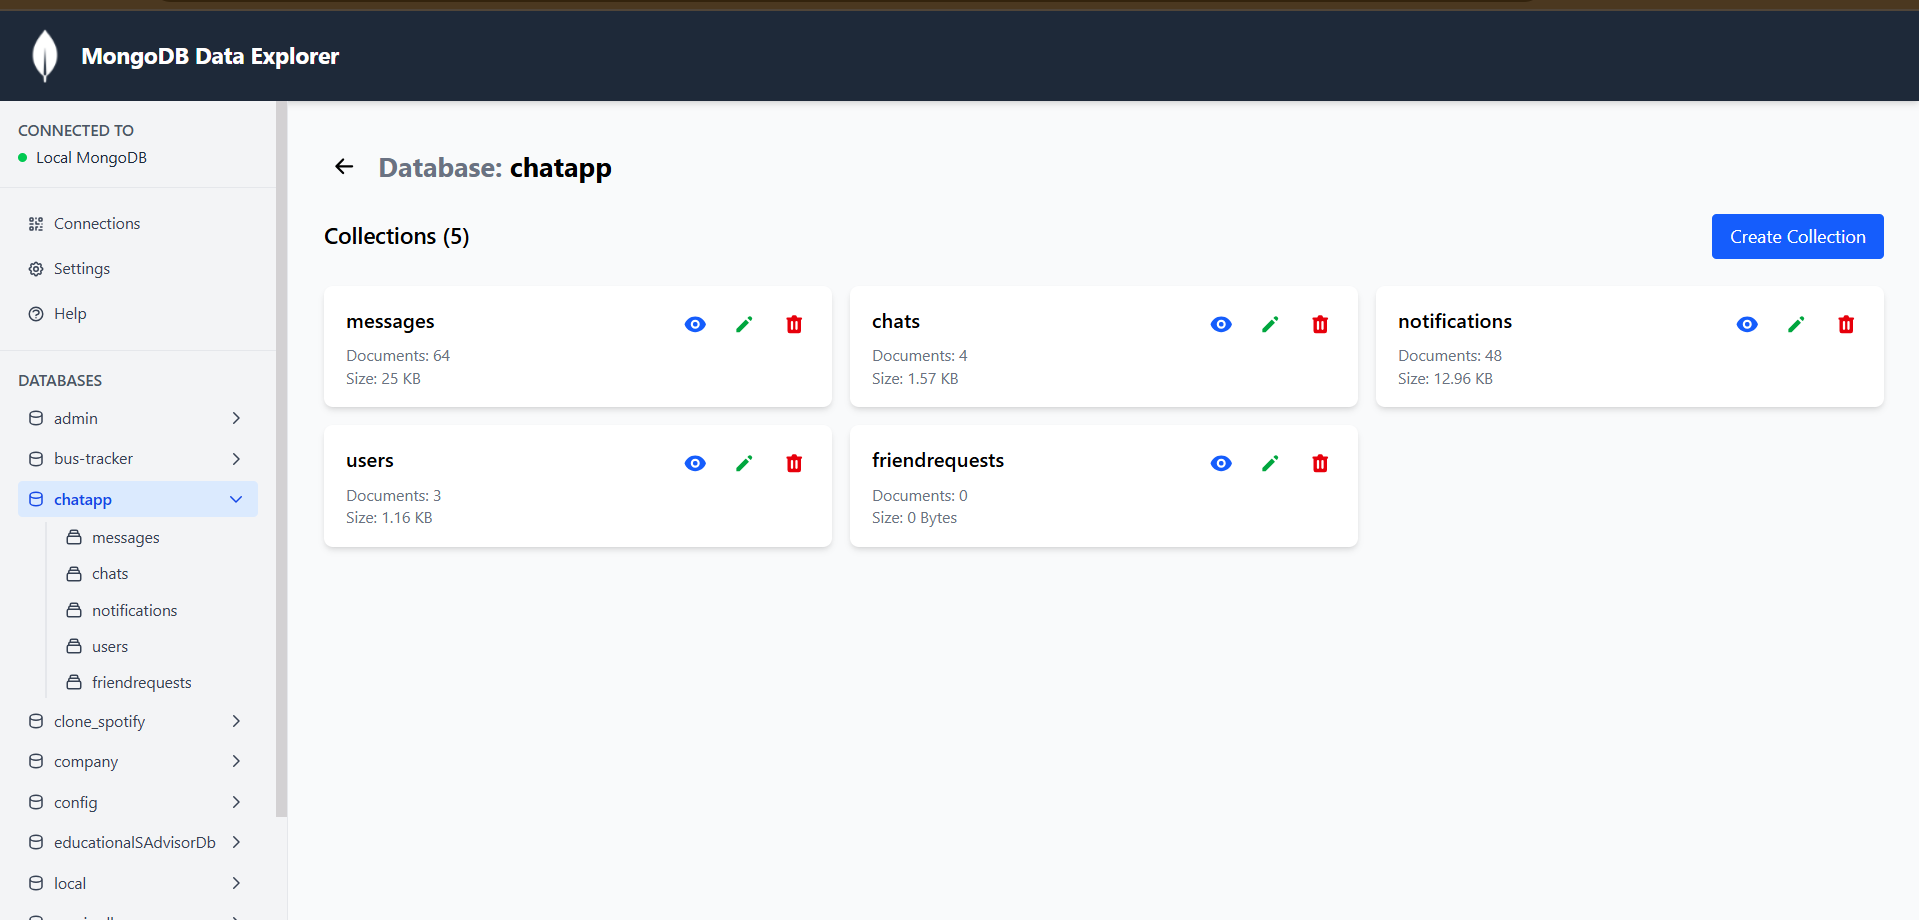 MongoDB Data Explorer
CONNECTED TO
Local MongoDB
Connections
Settings
Help
DATABASES
admin
bus-tracker
chatapp
messages
chats
notifications
users
friendrequests
clone_spotify
company
config
educationalSAdvisorDb
local
Database: chatapp
Collections (5)
Create Collection
messages
Documents: 64
Size: 25 KB
chats
Documents: 4
Size: 1.57 KB
notifications
Documents: 48
Size: 12.96 KB
users
Documents: 3
Size: 1.16 KB
friendrequests
Documents: 0
Size: 0 Bytes